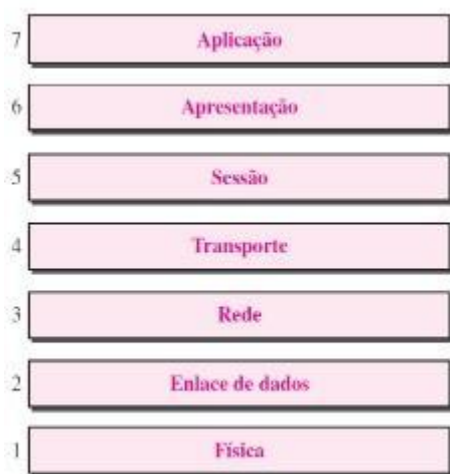 7 Aplicação
6 Apresentação
5 Sessão
4 Transporte
3 Rede
2 Enlace de dados
1 Física